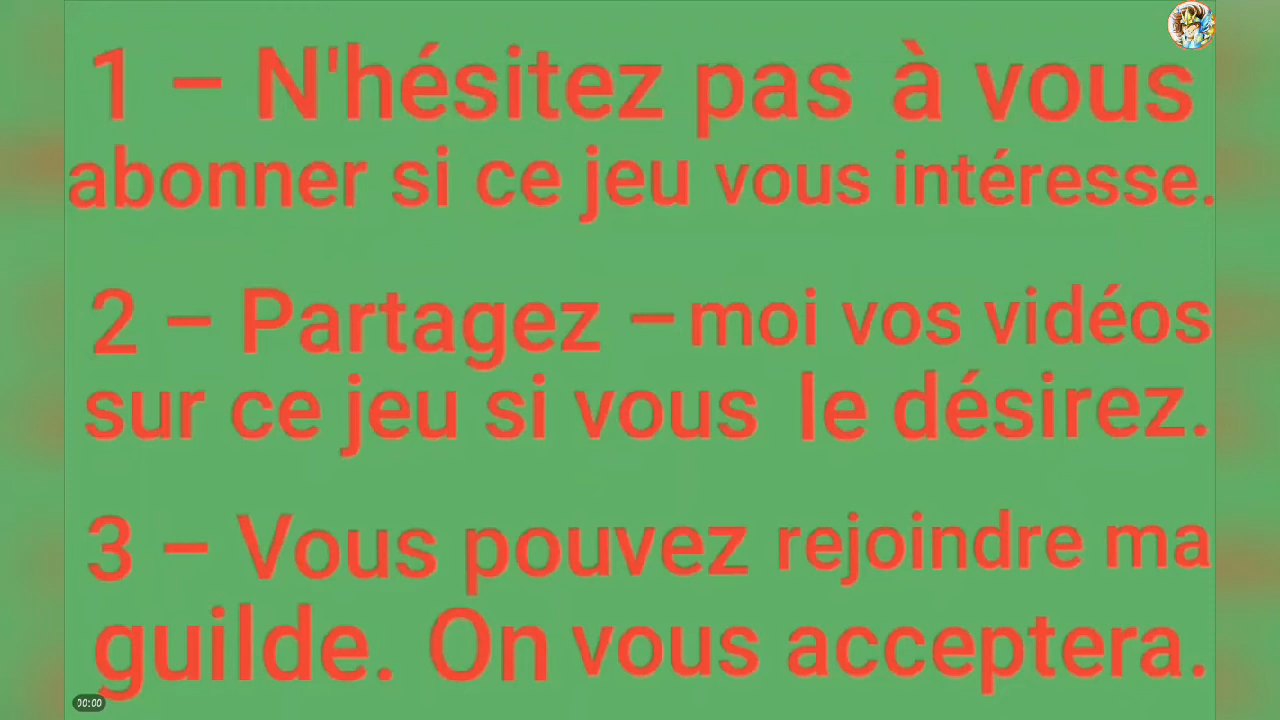 1 – N'hésitez pas à vous
abonner si ce jeu vous intéresse.
2 – Partagez – moi vos vidéos
sur ce jeu si vous le désirez.
3 – Vous pouvez rejoindre ma
guilde. On vous acceptera.
00:00